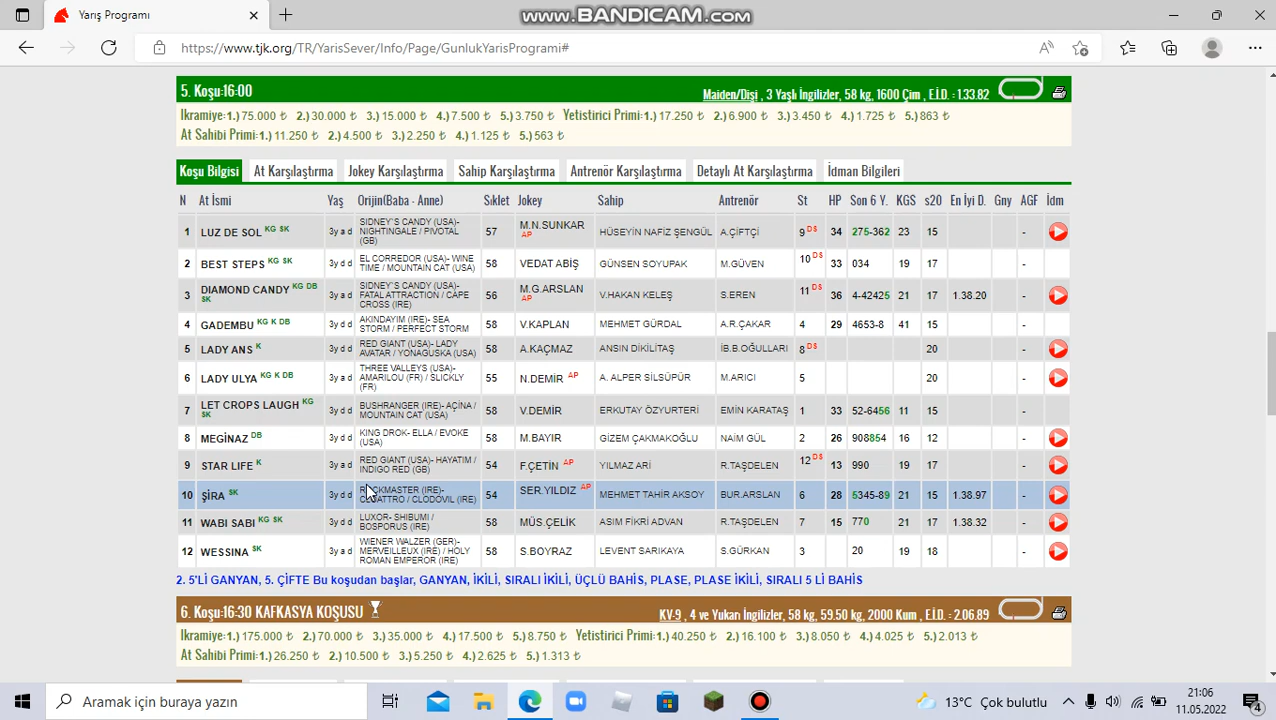 Yarış Programı
www.BANDICAM.com
https://www.tjk.org/TR/YarisSever/Info/Page/GunlukYarisProgrami#
5. Koşu:16:00 Maiden/Dişi , 3 Yaşlı İngilizler, 58 kg, 1600 Çim , E.İ.D. : 1.33.82
Ikramiye:1.) 75.000 ₺ 2.) 30.000 ₺ 3.) 15.000 ₺ 4.) 7.500 ₺ 5.) 3.750 ₺ Yetistirici Primi:1.) 17.250 ₺ 2.) 6.900 ₺ 3.) 3.450 ₺ 4.) 1.725 ₺ 5.) 863 ₺
At Sahibi Primi:1.) 11.250 ₺ 2.) 4.500 ₺ 3.) 2.250 ₺ 4.) 1.125 ₺ 5.) 563 ₺
Koşu Bilgisi At Karşılaştırma Jokey Karşılaştırma Sahip Karşılaştırma Antrenör Karşılaştırma Detaylı At Karşılaştırma İdman Bilgileri
N At İsmi Yaş Orijin(Baba - Anne) Sıklet Jokey Sahip Antrenör St HP Son 6 Y. KGS s20 En İyi D. Gny AGF İdm
1 LUZ DE SOL KG SK 3y a d SIDNEY'S CANDY (USA)- NIGHTINGALE / PIVOTAL (GB) 57 M.N.SUNKAR AP HÜSEYİN NAFİZ ŞENGÜL A.ÇİFTÇİ 9 DS 34 275-362 23 15 -
2 BEST STEPS KG SK 3y d d EL CORREDOR (USA)- WINE TIME / MOUNTAIN CAT (USA) 58 VEDAT ABİŞ GÜNSEN SOYUPAK M.GÜVEN 10 DS 33 034 19 17 -
3 DIAMOND CANDY KG DB SK 3y a d SIDNEY'S CANDY (USA)- FATAL ATTRACTION / CAPE CROSS (IRE) 56 M.G.ARSLAN AP V.HAKAN KELEŞ S.EREN 11 DS 36 4-42425 21 17 1.38.20 -
4 GADEMBU KG K DB 3y d d AKINDAYIM (IRE)- SEA STORM / PERFECT STORM 58 V.KAPLAN MEHMET GÜRDAL A.R.ÇAKAR 4 29 4653-8 41 15 -
5 LADY ANS K 3y d d RED GIANT (USA)- LADY AVATAR / YONAGUSKA (USA) 58 A.KAÇMAZ ANSIN DİKİLİTAŞ İB.B.OĞULLARI 8 DS 20 -
6 LADY ULYA KG K DB 3y a d THREE VALLEYS (USA)- AMARILOU (FR) / SLICKLY (FR) 55 N.DEMİR AP A. ALPER SİLSÜPÜR M.ARICI 5 20 -
7 LET CROPS LAUGH KG SK 3y d d BUSHRANGER (IRE)- AÇİNA / MOUNTAIN CAT (USA) 58 V.DEMİR ERKUTAY ÖZYURTERİ EMİN KARATAŞ 1 33 52-6456 11 15 -
8 MEGİNAZ DB 3y d d KING DROK- ELLA / EVOKE (USA) 58 M.BAYIR GİZEM ÇAKMAKOĞLU NAİM GÜL 2 26 908854 16 12 -
9 STAR LIFE K 3y a d RED GIANT (USA)- HAYATIM / INDIGO RED (GB) 54 F.ÇETİN AP YILMAZ ARİ R.TAŞDELEN 12 DS 13 990 19 17 -
10 ŞİRA SK 3y d d (IRE)- / CLODOVIL (IRE) 54 SER.YILDIZ AP MEHMET TAHİR AKSOY BUR.ARSLAN 6 28 5345-89 21 17 1.38.97 -
11 WABI SABI KG SK 3y d d LUXOR- SHIBUMI / BOSPORUS (IRE) 58 MÜS.ÇELİK ASIM FİKRİ ADVAN R.TAŞDELEN 7 15 770 21 17 1.38.32 -
12 WESSINA SK 3y a d WIENER WALZER (GER)- MERVEILLEUX (IRE) / HOLY ROMAN EMPEROR (IRE) 58 S.BOYRAZ LEVENT SARIKAYA S.GÜRKAN 3 20 19 18 -
2. 5'Lİ GANYAN, 5. ÇİFTE Bu koşudan başlar, GANYAN, İKİLİ, SIRALI İKİLİ, ÜÇLÜ BAHİS, PLASE, PLASE İKİLİ, SIRALI 5 Lİ BAHİS
6. Koşu:16:30 KAFKASYA KOŞUSU KV-9 , 4 ve Yukarı İngilizler, 58 kg, 59.50 kg, 2000 Kum , E.İ.D. : 2.06.89
Ikramiye:1.) 175.000 ₺ 2.) 70.000 ₺ 3.) 35.000 ₺ 4.) 17.500 ₺ 5.) 8.750 ₺ Yetistirici Primi:1.) 40.250 ₺ 2.) 16.100 ₺ 3.) 8.050 ₺ 4.) 4.025 ₺ 5.) 2.013 ₺
At Sahibi Primi:1.) 26.250 ₺ 2.) 10.500 ₺ 3.) 5.250 ₺ 4.) 2.625 ₺ 5.) 1.313 ₺
Aramak için buraya yazın 13°C Çok bulutlu 21:06
11.05.2022 4